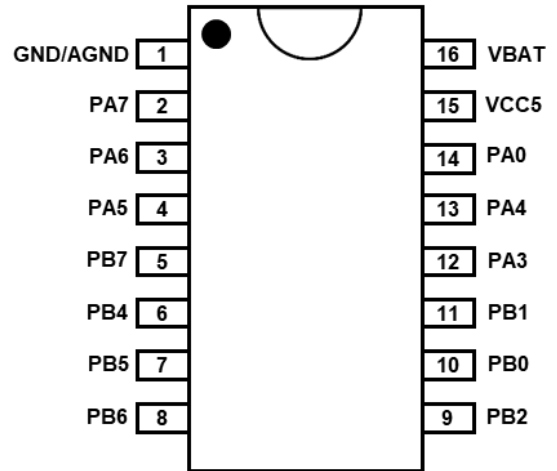 GND/AGND 1 16 VBAT
PA7 2 15 VCC5
PA6 3 14 PA0
PA5 4 13 PA4
PB7 5 12 PA3
PB4 6 11 PB1
PB5 7 10 PB0
PB6 8 9 PB2